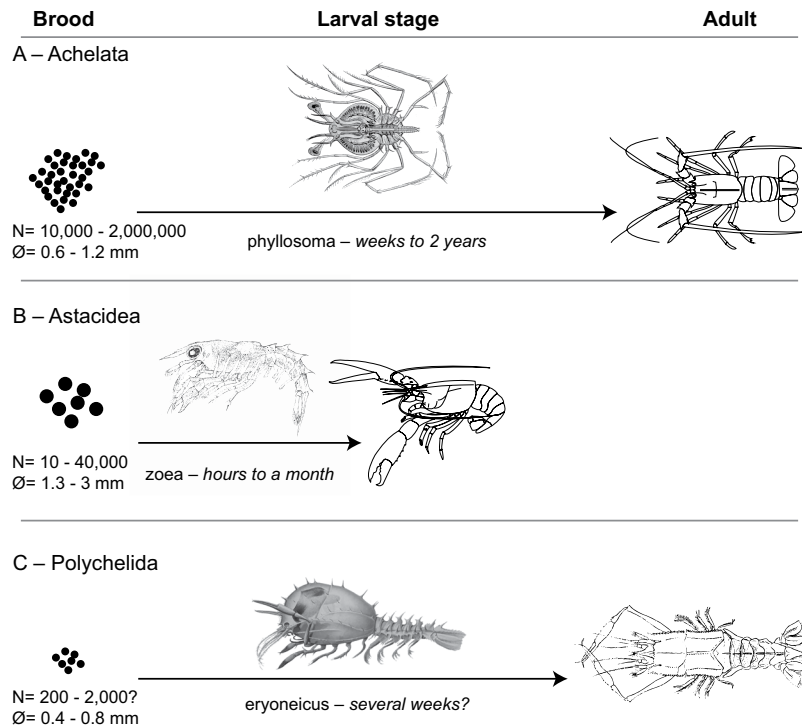 Brood Larval stage Adult
A – Achelata
N= 10,000 - 2,000,000
Ø= 0.6 - 1.2 mm
phyllosoma – weeks to 2 years
B – Astacidea
N= 10 - 40,000
Ø= 1.3 - 3 mm
zoea – hours to a month
C – Polychelida
N= 200 - 2,000?
Ø= 0.4 - 0.8 mm
eryoneicus – several weeks?